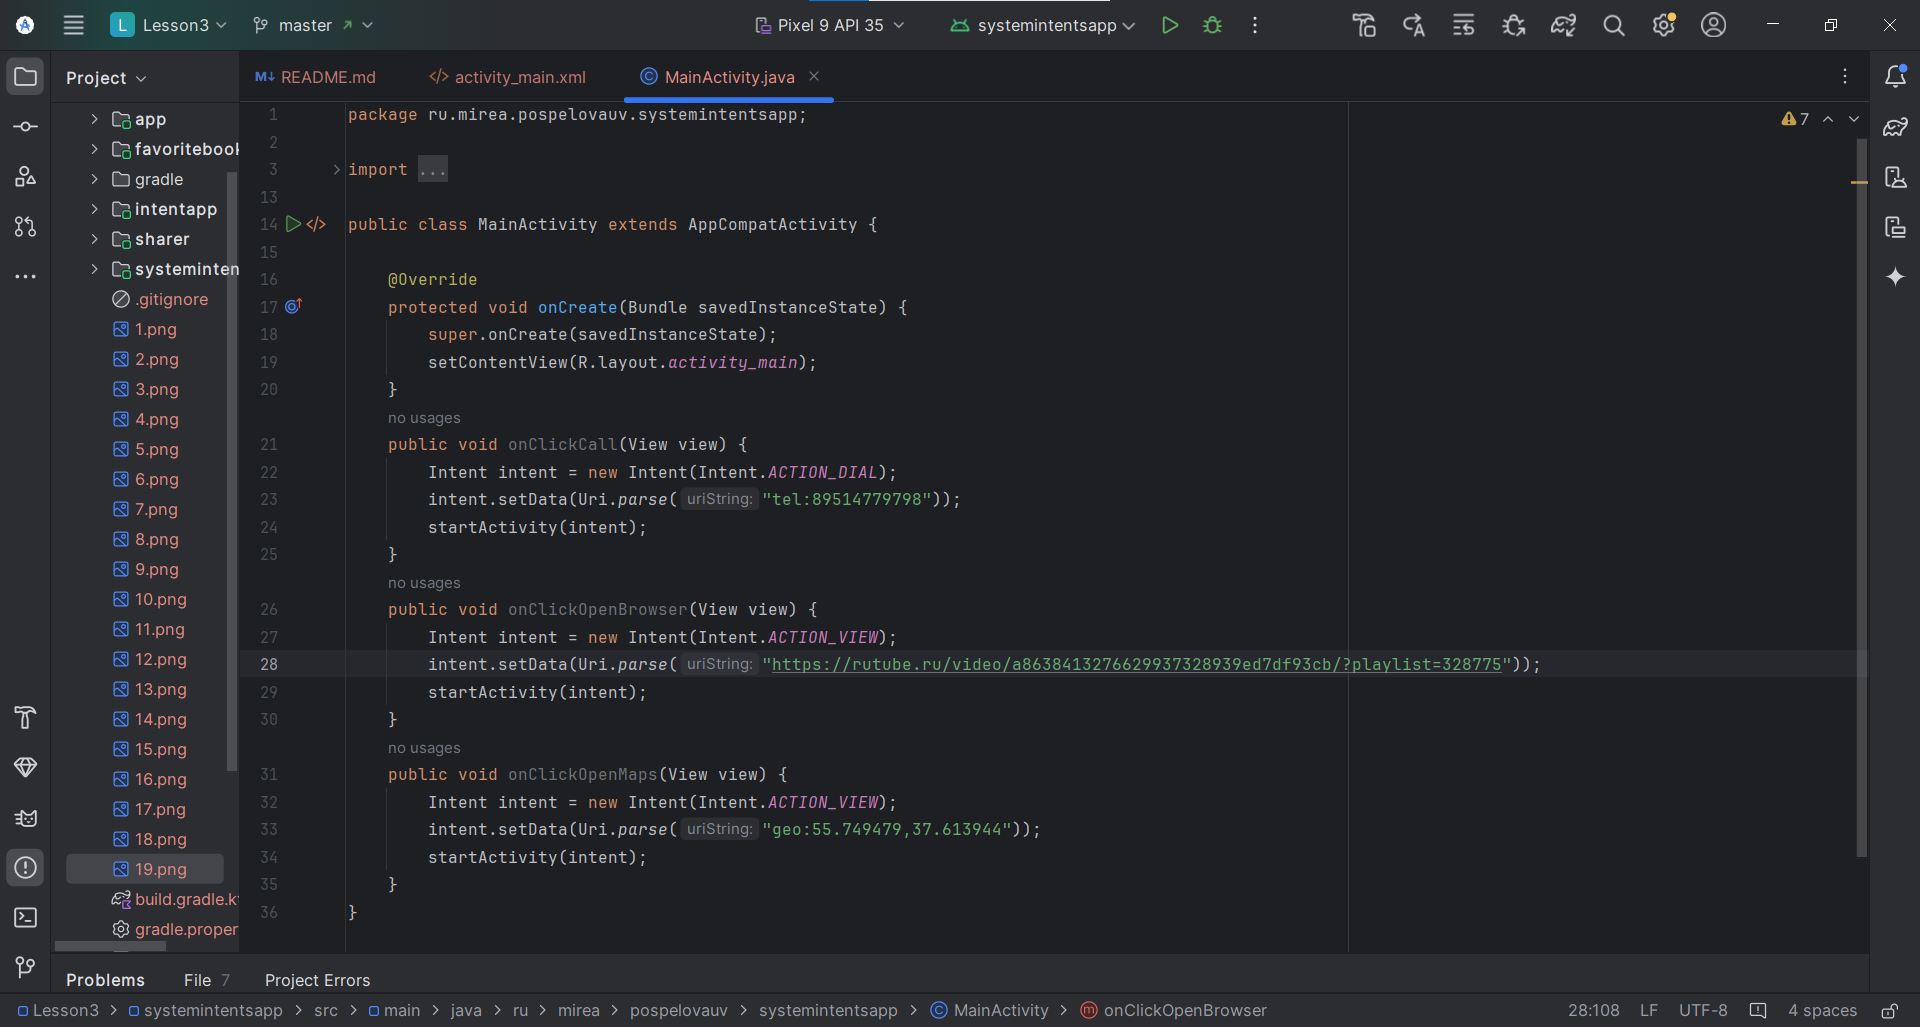 L Lesson3 master Pixel 9 API 35 systemintentsapp
Project README.md activity_main.xml MainActivity.java
app
favoritebook
gradle
intentapp
sharer
systeminten
.gitignore
1.png
2.png
3.png
4.png
5.png
6.png
7.png
8.png
9.png
10.png
11.png
12.png
13.png
14.png
15.png
16.png
17.png
18.png
19.png
build.gradle.k
gradle.proper
7
1 package ru.mirea.pospelovauv.systemintentsapp;
2
3 import ...
13
14 public class MainActivity extends AppCompatActivity {
15
16 @Override
17 protected void onCreate(Bundle savedInstanceState) {
18 super.onCreate(savedInstanceState);
19 setContentView(R.layout.activity_main);
20 }
no usages
21 public void onClickCall(View view) {
22 Intent intent = new Intent(Intent.ACTION_DIAL);
23 intent.setData(Uri.parse( uriString: "tel:89514779798"));
24 startActivity(intent);
25 }
no usages
26 public void onClickOpenBrowser(View view) {
27 Intent intent = new Intent(Intent.ACTION_VIEW);
28 intent.setData(Uri.parse( uriString: "https://rutube.ru/video/a8638413276629937328939ed7df93cb/?playlist=328775"));
29 startActivity(intent);
30 }
no usages
31 public void onClickOpenMaps(View view) {
32 Intent intent = new Intent(Intent.ACTION_VIEW);
33 intent.setData(Uri.parse( uriString: "geo:55.749479,37.613944"));
34 startActivity(intent);
35 }
36 }
Problems File 7 Project Errors
Lesson3 > systemintentsapp > src > main > java > ru > mirea > pospelovauv > systemintentsapp > MainActivity > onClickOpenBrowser 28:108 LF UTF-8 4 spaces